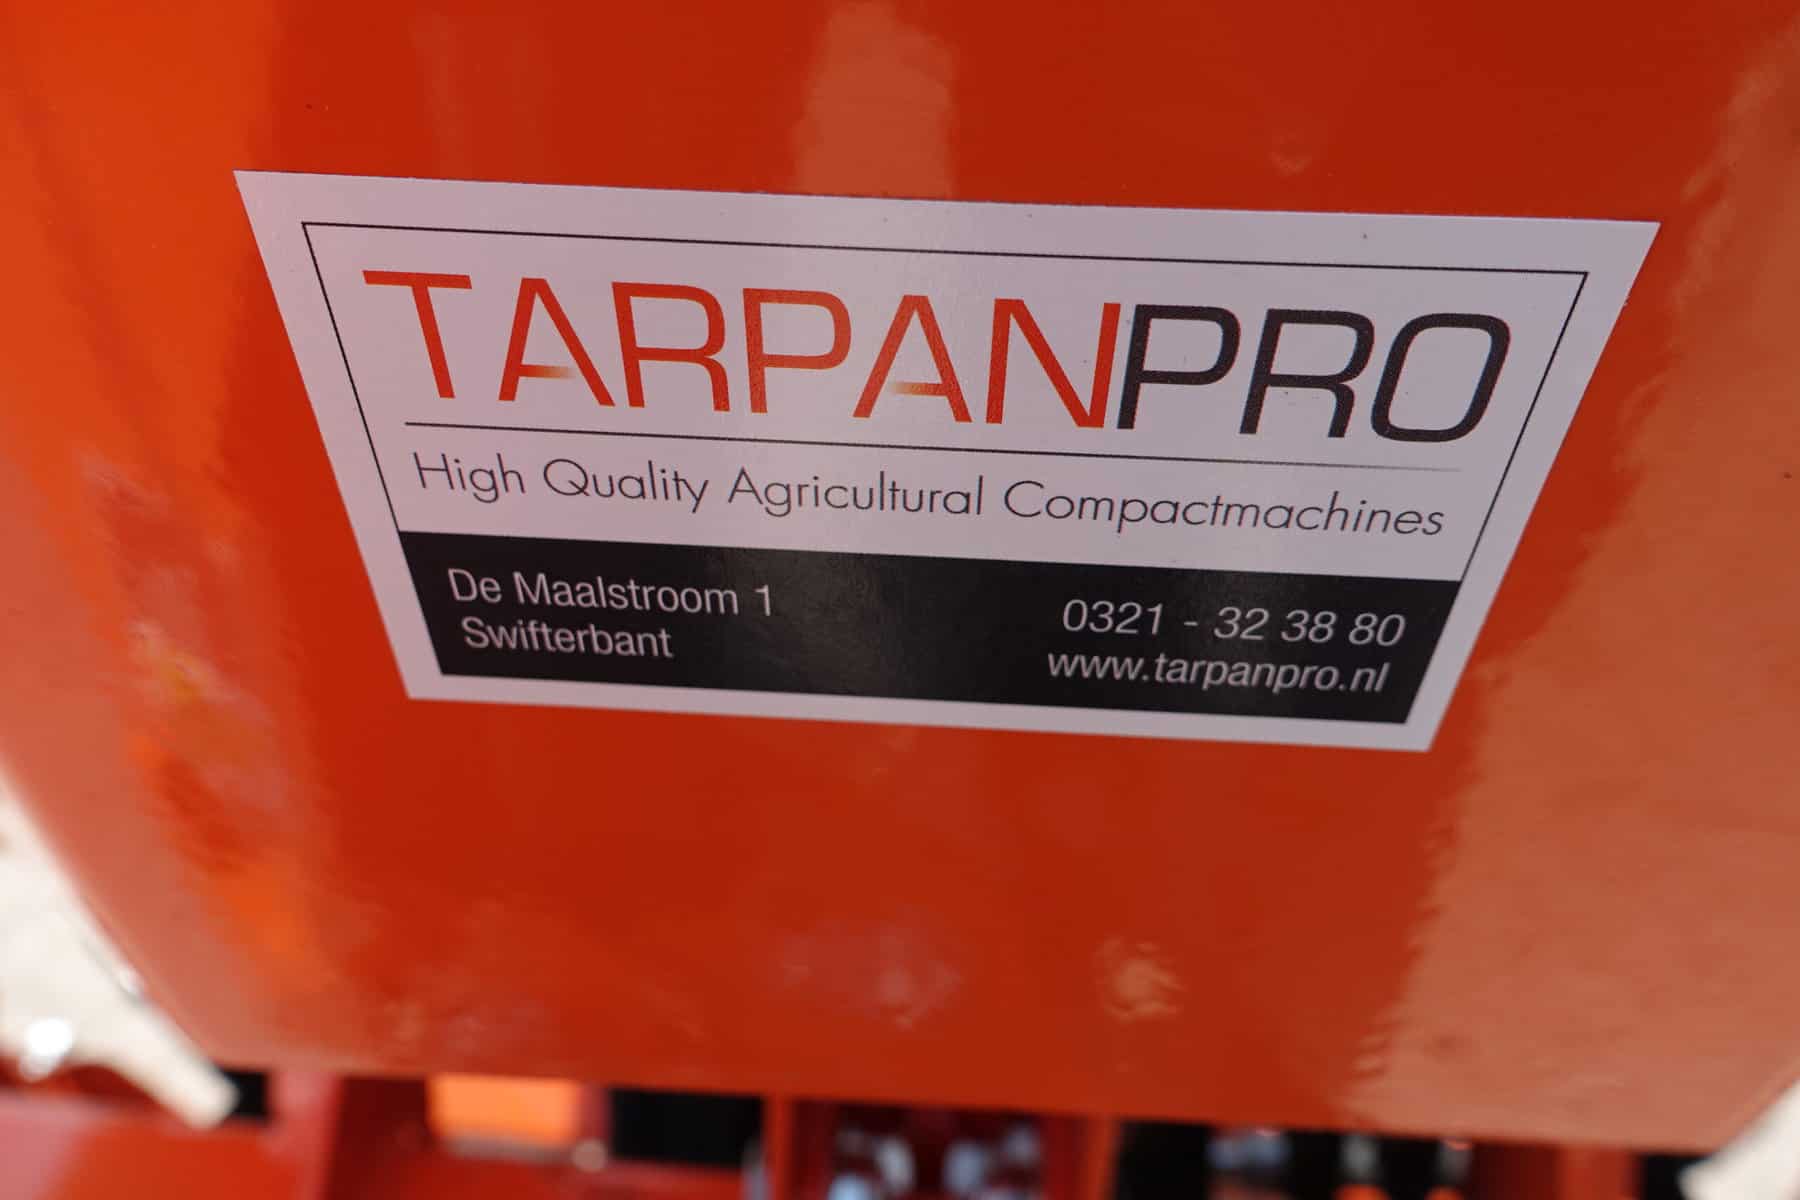 TARPANPRO
High Quality Agricultural Compactmachines
De Maalstroom 1
Swifterbant
0321 - 32 38 80
www.tarpanpro.nl